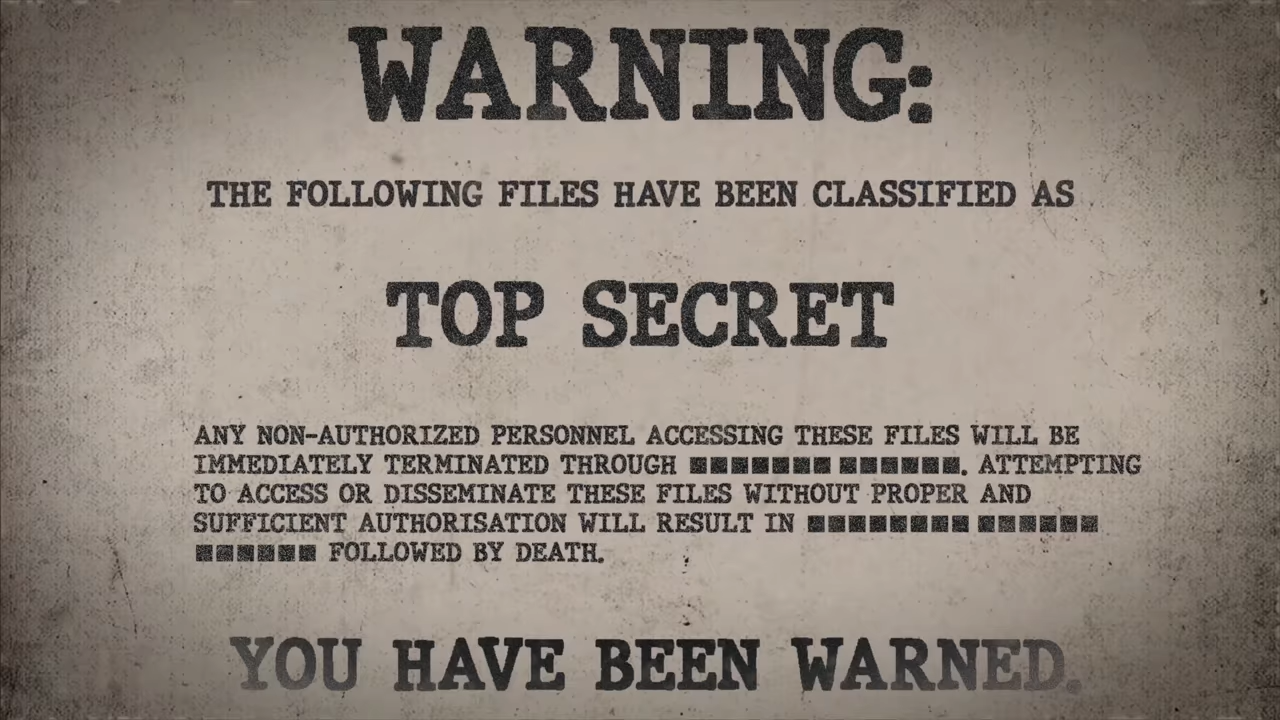 WARNING:
THE FOLLOWING FILES HAVE BEEN CLASSIFIED AS
TOP SECRET
ANY NON-AUTHORIZED PERSONNEL ACCESSING THESE FILES WILL BE
IMMEDIATELY TERMINATED THROUGH ■■■■■■■ ■■■■■■. ATTEMPTING
TO ACCESS OR DISSEMINATE THESE FILES WITHOUT PROPER AND
SUFFICIENT AUTHORISATION WILL RESULT IN ■■■■■■■■ ■■■■■■
■■■■■■ FOLLOWED BY DEATH.
YOU HAVE BEEN WARNED.